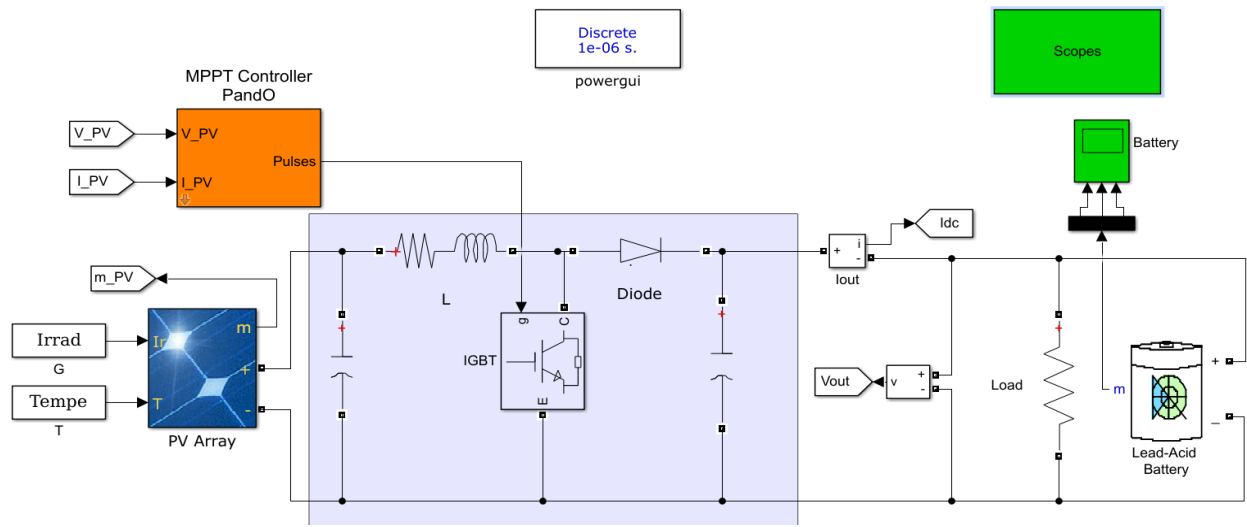 Discrete
1e-06 s.
powergui
Scopes
MPPT Controller
PandO
V_PV
V_PV
Pulses
I_PV
I_PV
Battery
Idc
i
+
-
Iout
m_PV
L
Diode
g
C
IGBT
E
Irrad
G
Ir
m
+
Tempe
T
T
-
PV Array
Vout
v
+
-
Load
m
+
–
Lead-Acid
Battery